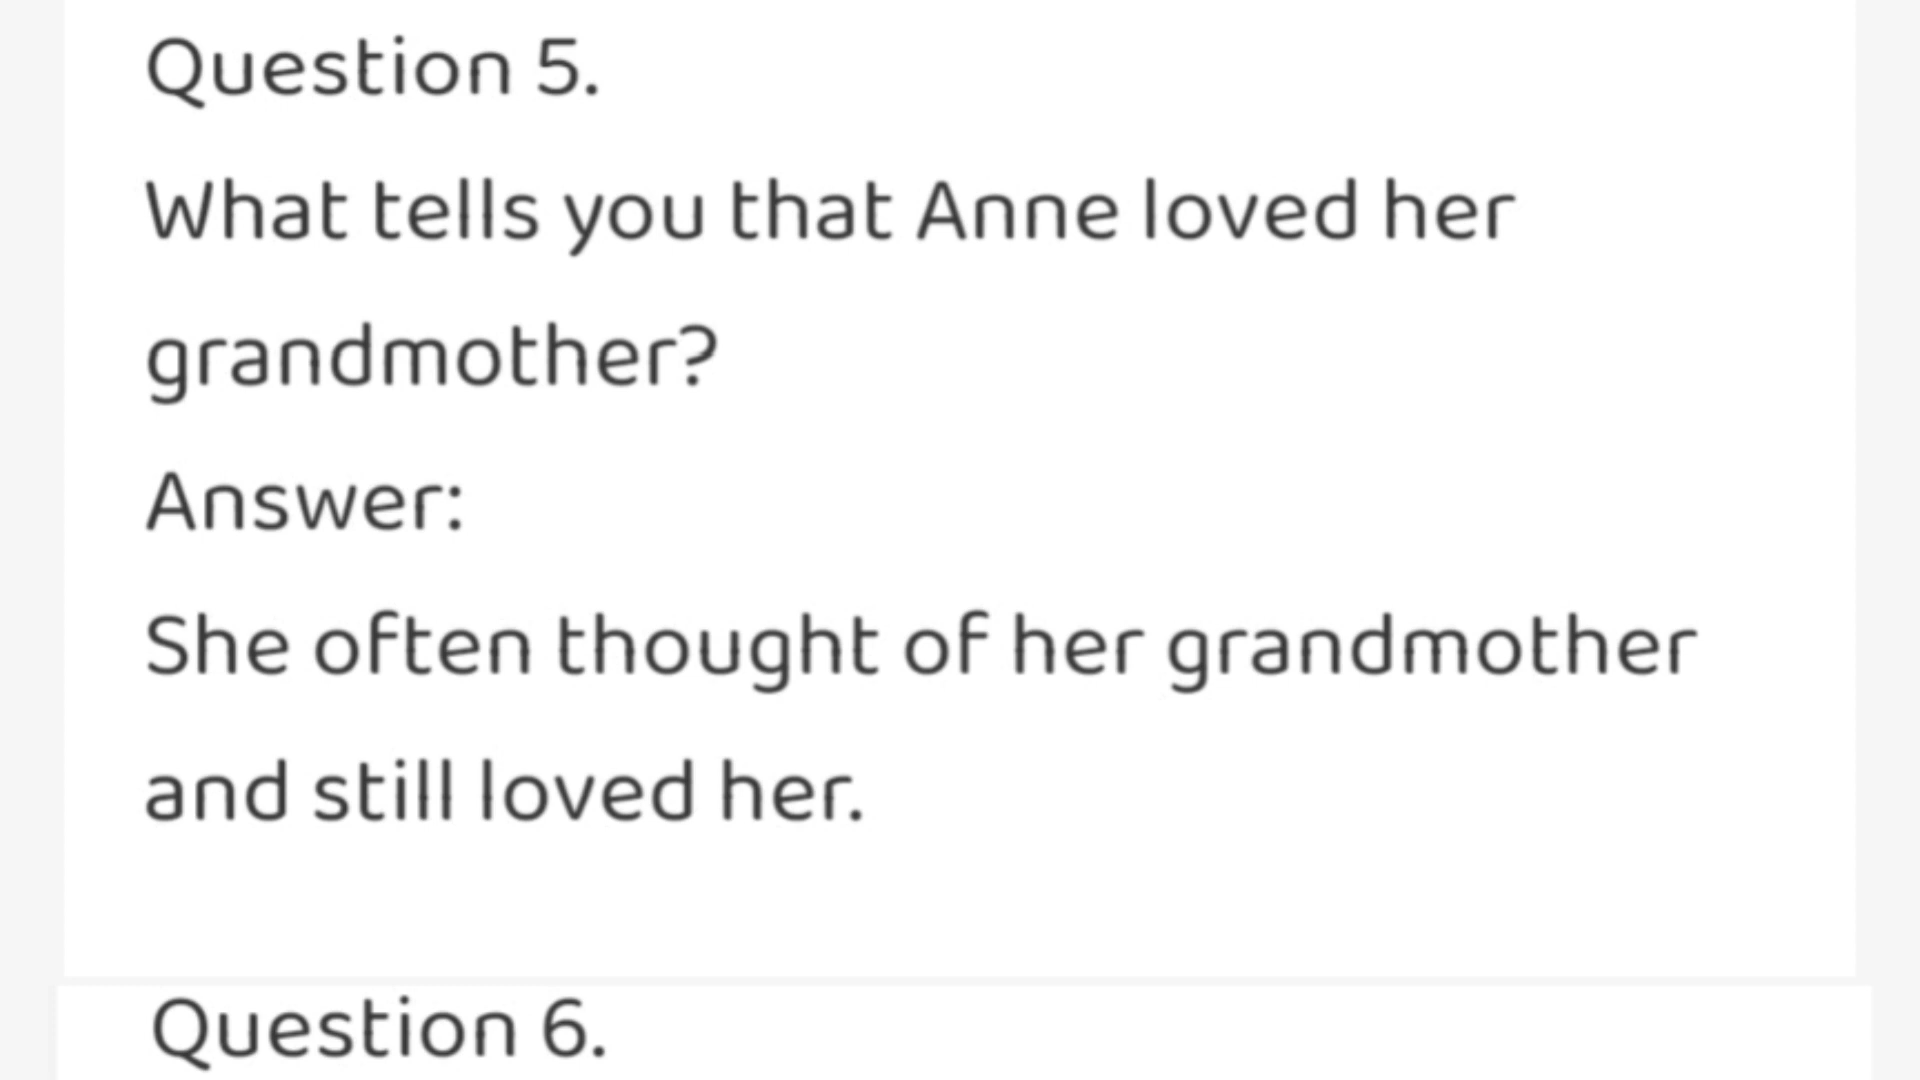 Question 5.
What tells you that Anne loved her
grandmother?
Answer:
She often thought of her grandmother
and still loved her.
Question 6.